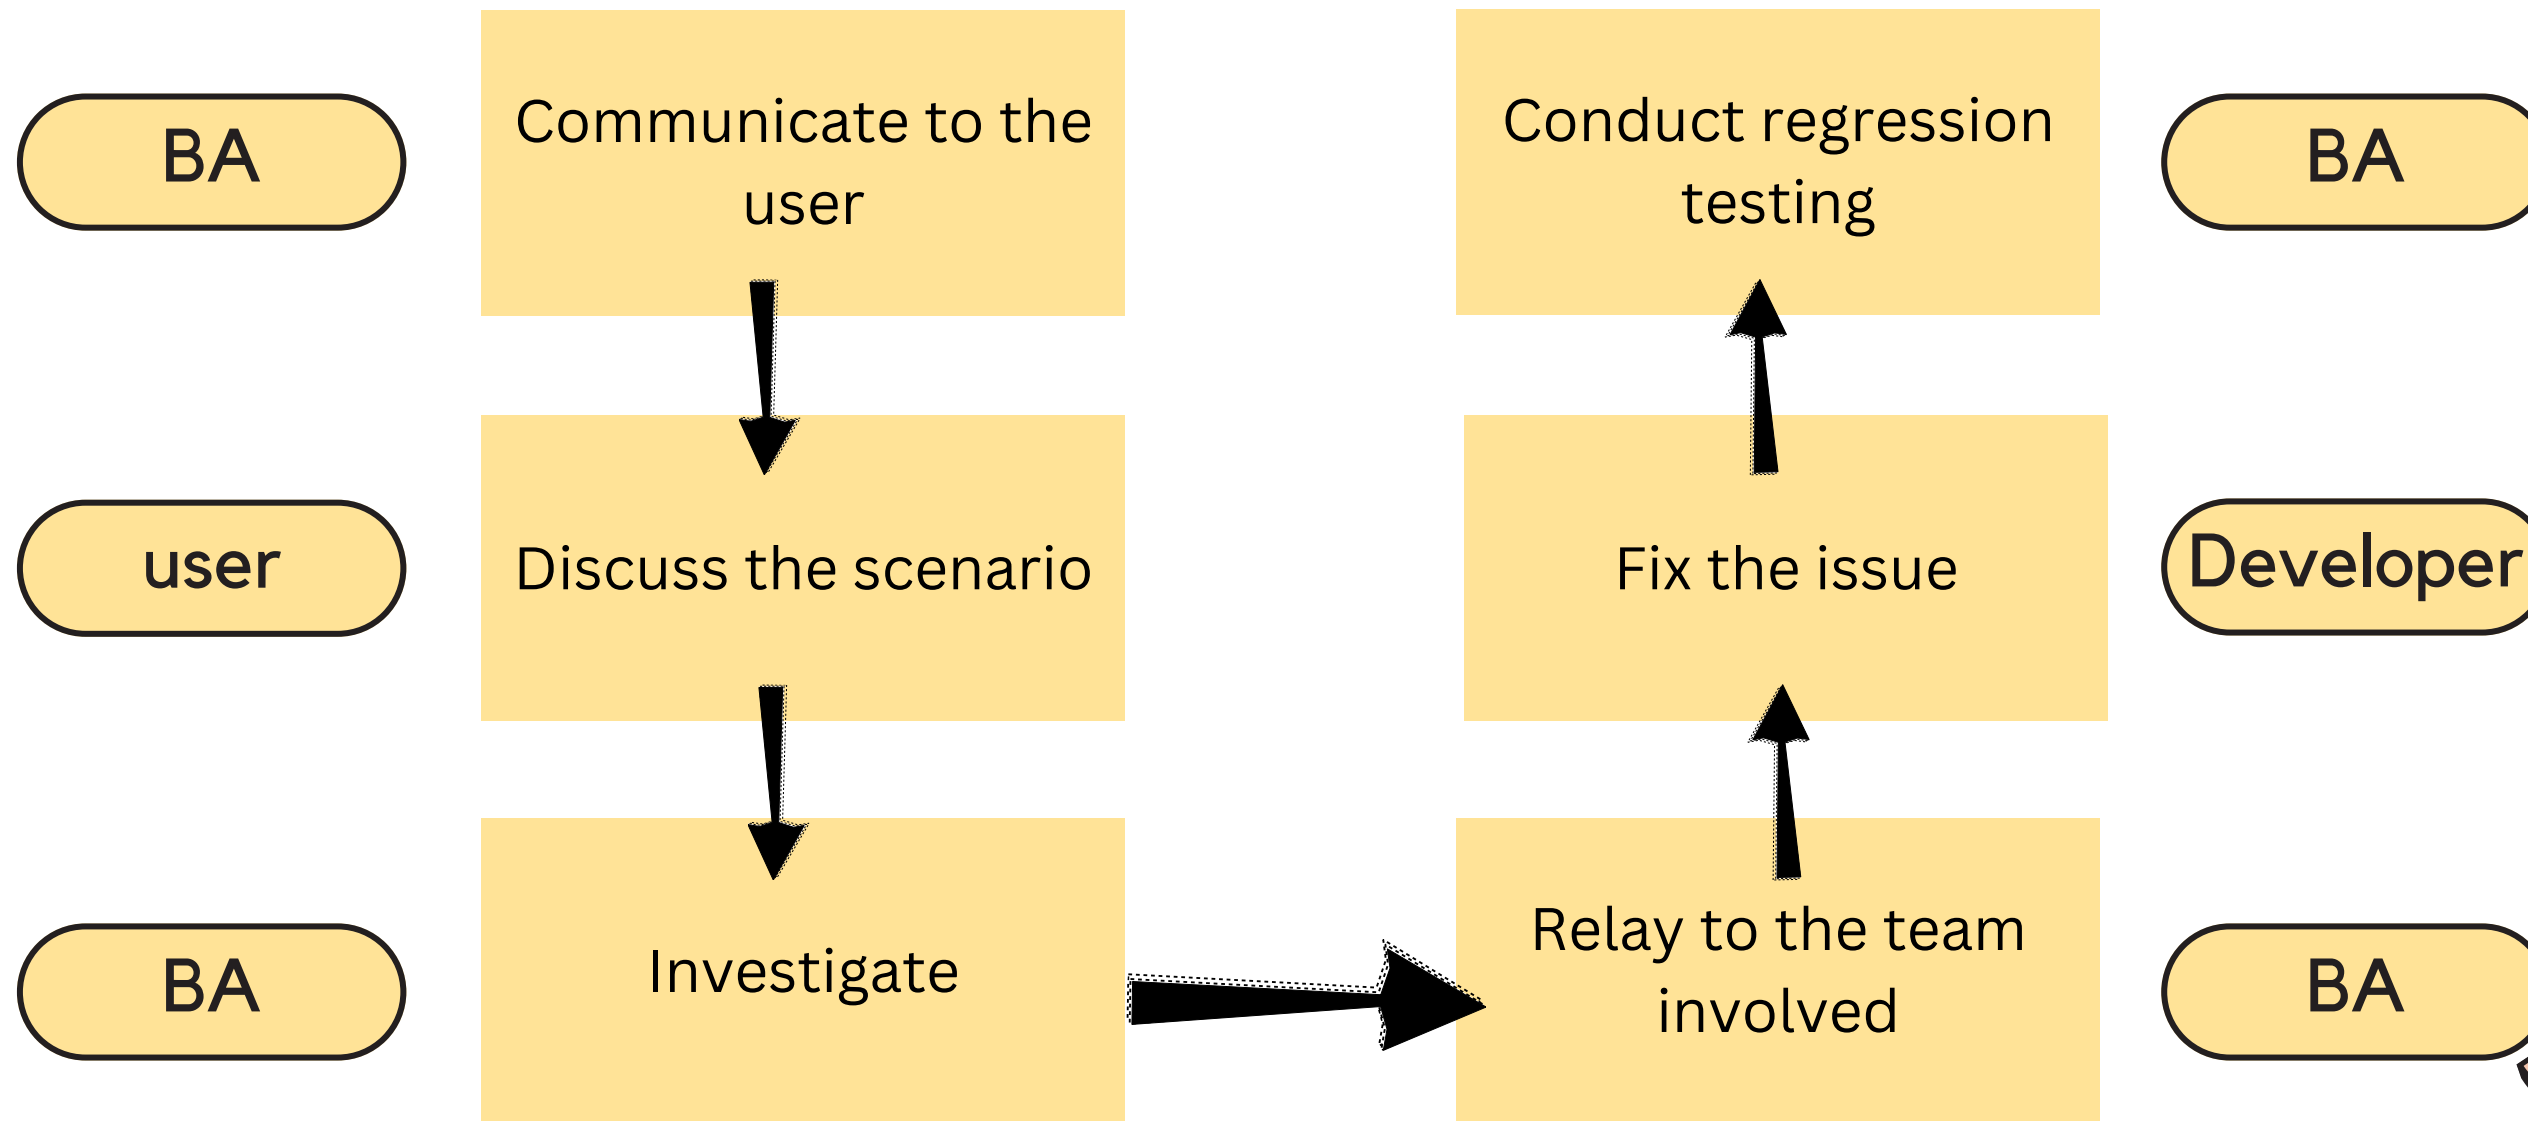 BA
Communicate to the
user
Conduct regression
testing
BA
user
Discuss the scenario
Fix the issue
Developer
BA
Investigate
Relay to the team
involved
BA